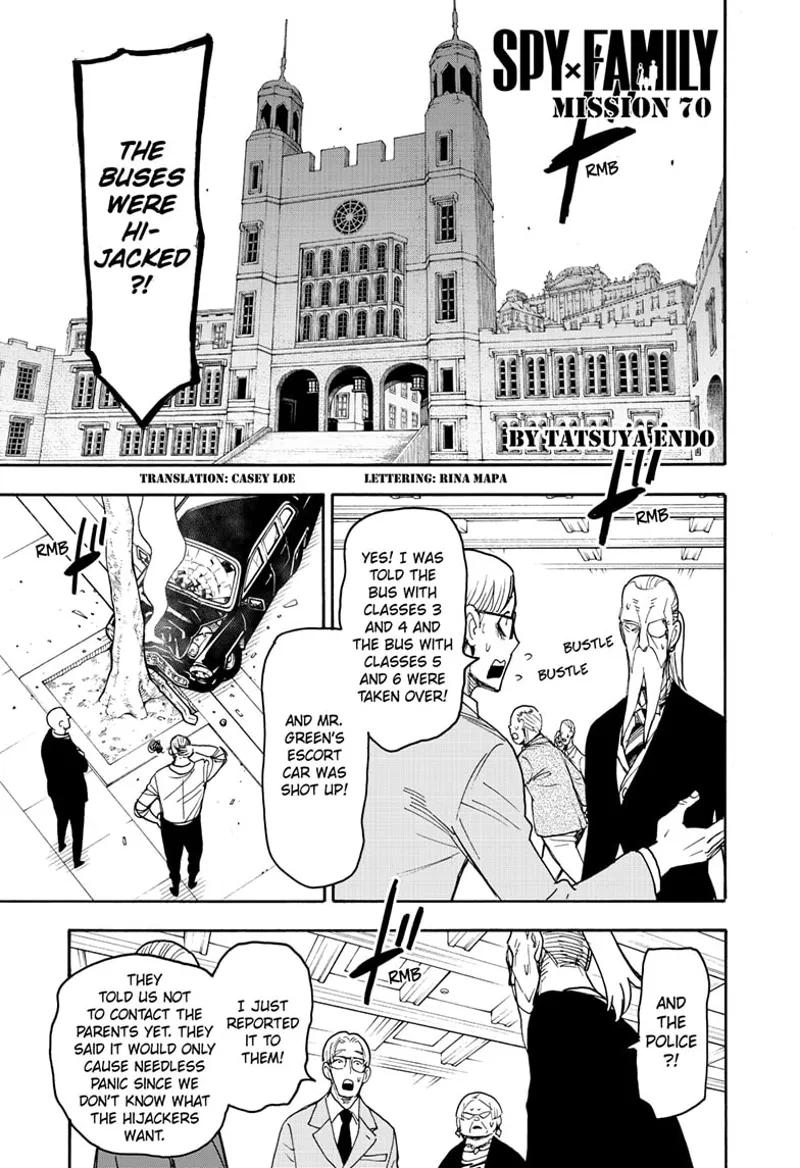 SPY×FAMILY
MISSION 70
RMB
THE
BUSES
WERE
HI-
JACKED
?!
BY TATSUYA ENDO
TRANSLATION: CASEY LOE
LETTERING: RINA MAPA
RMB
YES! I WAS
TOLD THE
BUS WITH
CLASSES 3
AND 4 AND
THE BUS WITH
CLASSES 5
AND 6 WERE
TAKEN OVER!
AND MR.
GREEN'S
ESCORT
CAR WAS
SHOT UP!
BUSTLE
BUSTLE
RMB
AND
THE
POLICE
?!
RMB
I JUST
REPORTED
IT TO
THEM!
THEY
TOLD US NOT
TO CONTACT THE
PARENTS YET. THEY
SAID IT WOULD ONLY
CAUSE NEEDLESS
PANIC SINCE WE
DON'T KNOW WHAT
THE HIJACKERS
WANT.